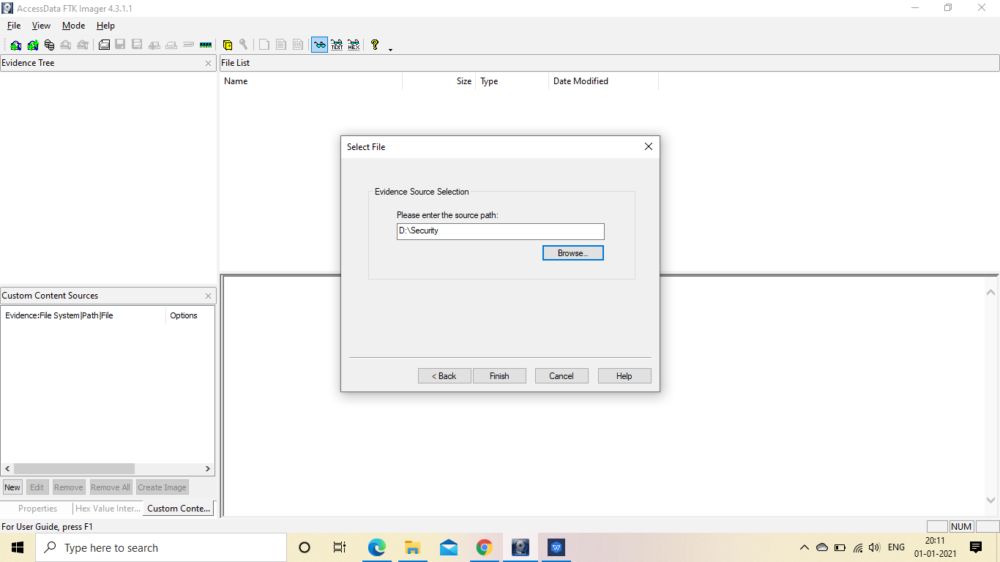 AccessData FTK Imager 4.3.1.1
File View Mode Help
TEXT HEX ?
Evidence Tree
File List
Name Size Type Date Modified
Select File
Evidence Source Selection
Please enter the source path:
D:\Security
Browse...
Custom Content Sources
Evidence:File System|Path|File Options
< Back Finish Cancel Help
New Edit Remove Remove All Create Image
Properties Hex Value Inter... Custom Conte...
For User Guide, press F1
NUM
Type here to search
ENG
20:11
01-01-2021